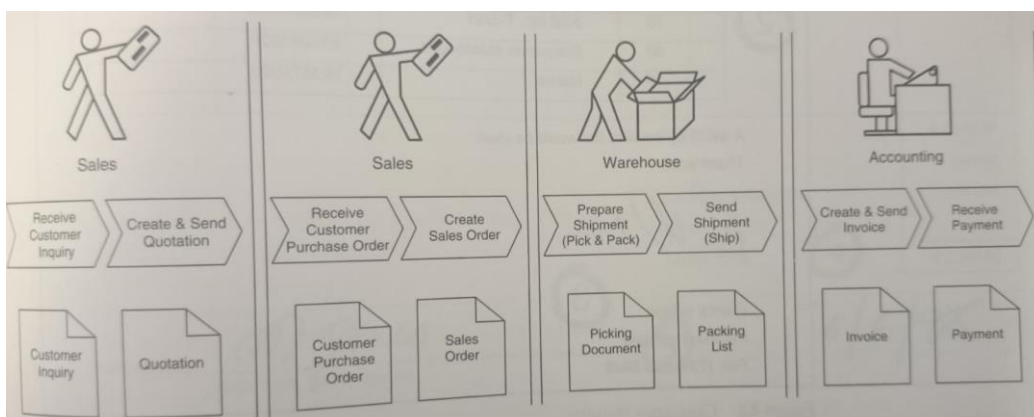 Sales
Sales
Warehouse
Accounting
Receive
Customer
Inquiry
Create & Send
Quotation
Receive
Customer
Purchase Order
Create
Sales Order
Prepare
Shipment
(Pick & Pack)
Send
Shipment
(Ship)
Create & Send
Invoice
Receive
Payment
Customer
Inquiry
Quotation
Customer
Purchase
Order
Sales
Order
Picking
Document
Packing
List
Invoice
Payment